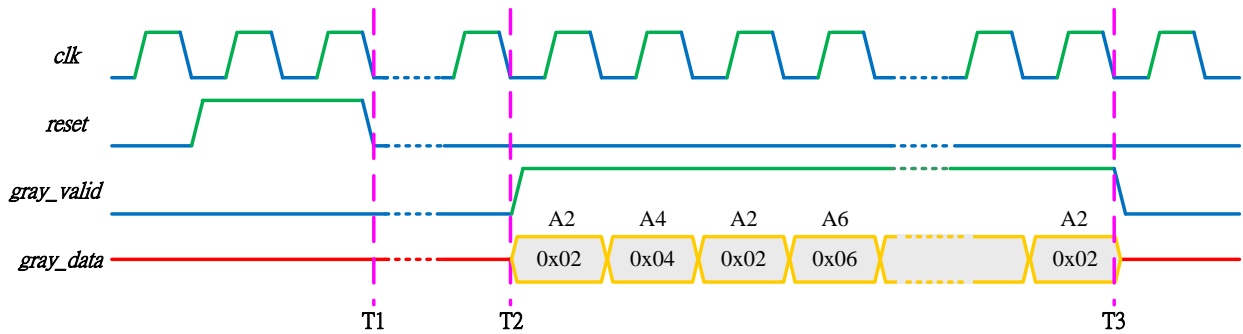 clk
reset
gray_valid
A2 A4 A2 A6 A2
gray_data 0x02 0x04 0x02 0x06 0x02
T1 T2 T3